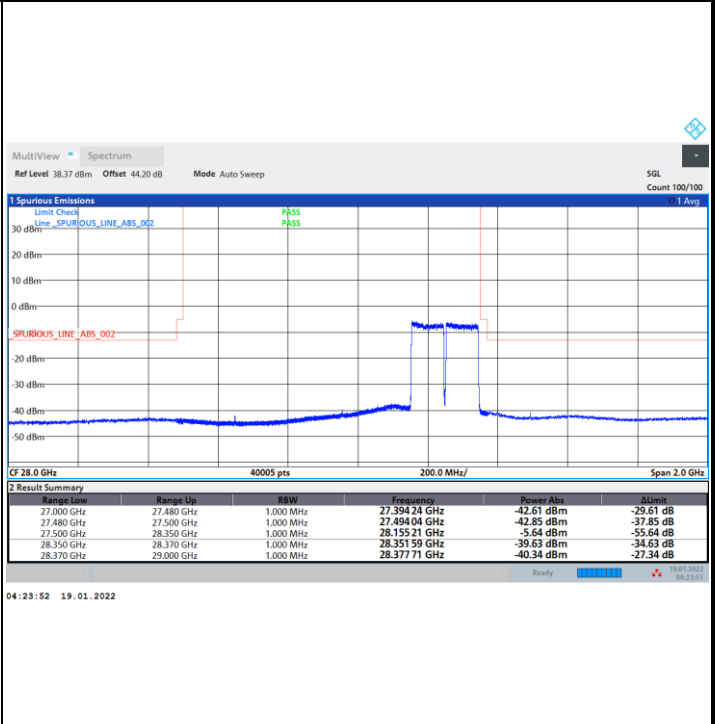 MultiView Spectrum
Ref Level 38.37 dBm Offset 44.20 dB Mode Auto Sweep SGL
Count 100/100
1 Spurious Emissions 1 Avg
Limit Check PASS
Line _SPURIOUS_LINE_ABS_002 PASS
30 dBm
20 dBm
10 dBm
0 dBm
_SPURIOUS_LINE_ABS_002
-20 dBm
-30 dBm
-40 dBm
-50 dBm
CF 28.0 GHz 40005 pts 200.0 MHz/ Span 2.0 GHz
2 Result Summary
Range Low Range Up RBW Frequency Power Abs ΔLimit
27.000 GHz 27.480 GHz 1.000 MHz 27.394 24 GHz -42.61 dBm -29.61 dB
27.480 GHz 27.500 GHz 1.000 MHz 27.494 04 GHz -42.85 dBm -37.85 dB
27.500 GHz 28.350 GHz 1.000 MHz 28.155 21 GHz -5.64 dBm -55.64 dB
28.350 GHz 28.370 GHz 1.000 MHz 28.351 59 GHz -39.63 dBm -34.63 dB
28.370 GHz 29.000 GHz 1.000 MHz 28.377 71 GHz -40.34 dBm -27.34 dB
Ready 19.01.2022
04:23:51
04:23:52 19.01.2022